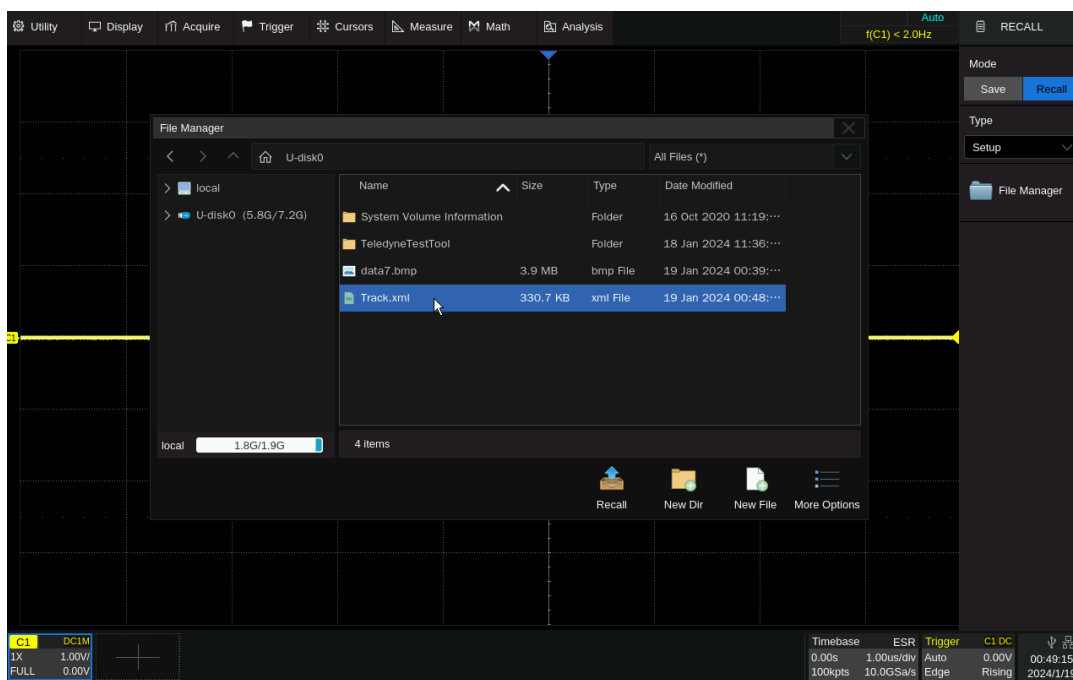 Utility Display Acquire Trigger Cursors Measure Math Analysis
Auto
f(C1) < 2.0Hz
RECALL
Mode
Save Recall
Type
Setup
File Manager
File Manager
U-disk0 All Files (*)
local
U-disk0 (5.8G/7.2G)
Name Size Type Date Modified
System Volume Information Folder 16 Oct 2020 11:19:···
TeledyneTestTool Folder 18 Jan 2024 11:36:···
data7.bmp 3.9 MB bmp File 19 Jan 2024 00:39:···
Track.xml 330.7 KB xml File 19 Jan 2024 00:48:···
C1
local 1.8G/1.9G 4 items
Recall New Dir New File More Options
C1 DC1M
1X 1.00V/
FULL 0.00V
Timebase ESR
0.00s 1.00us/div
100kpts 10.0GSa/s
Trigger C1 DC
Auto 0.00V
Edge Rising
00:49:15
2024/1/19